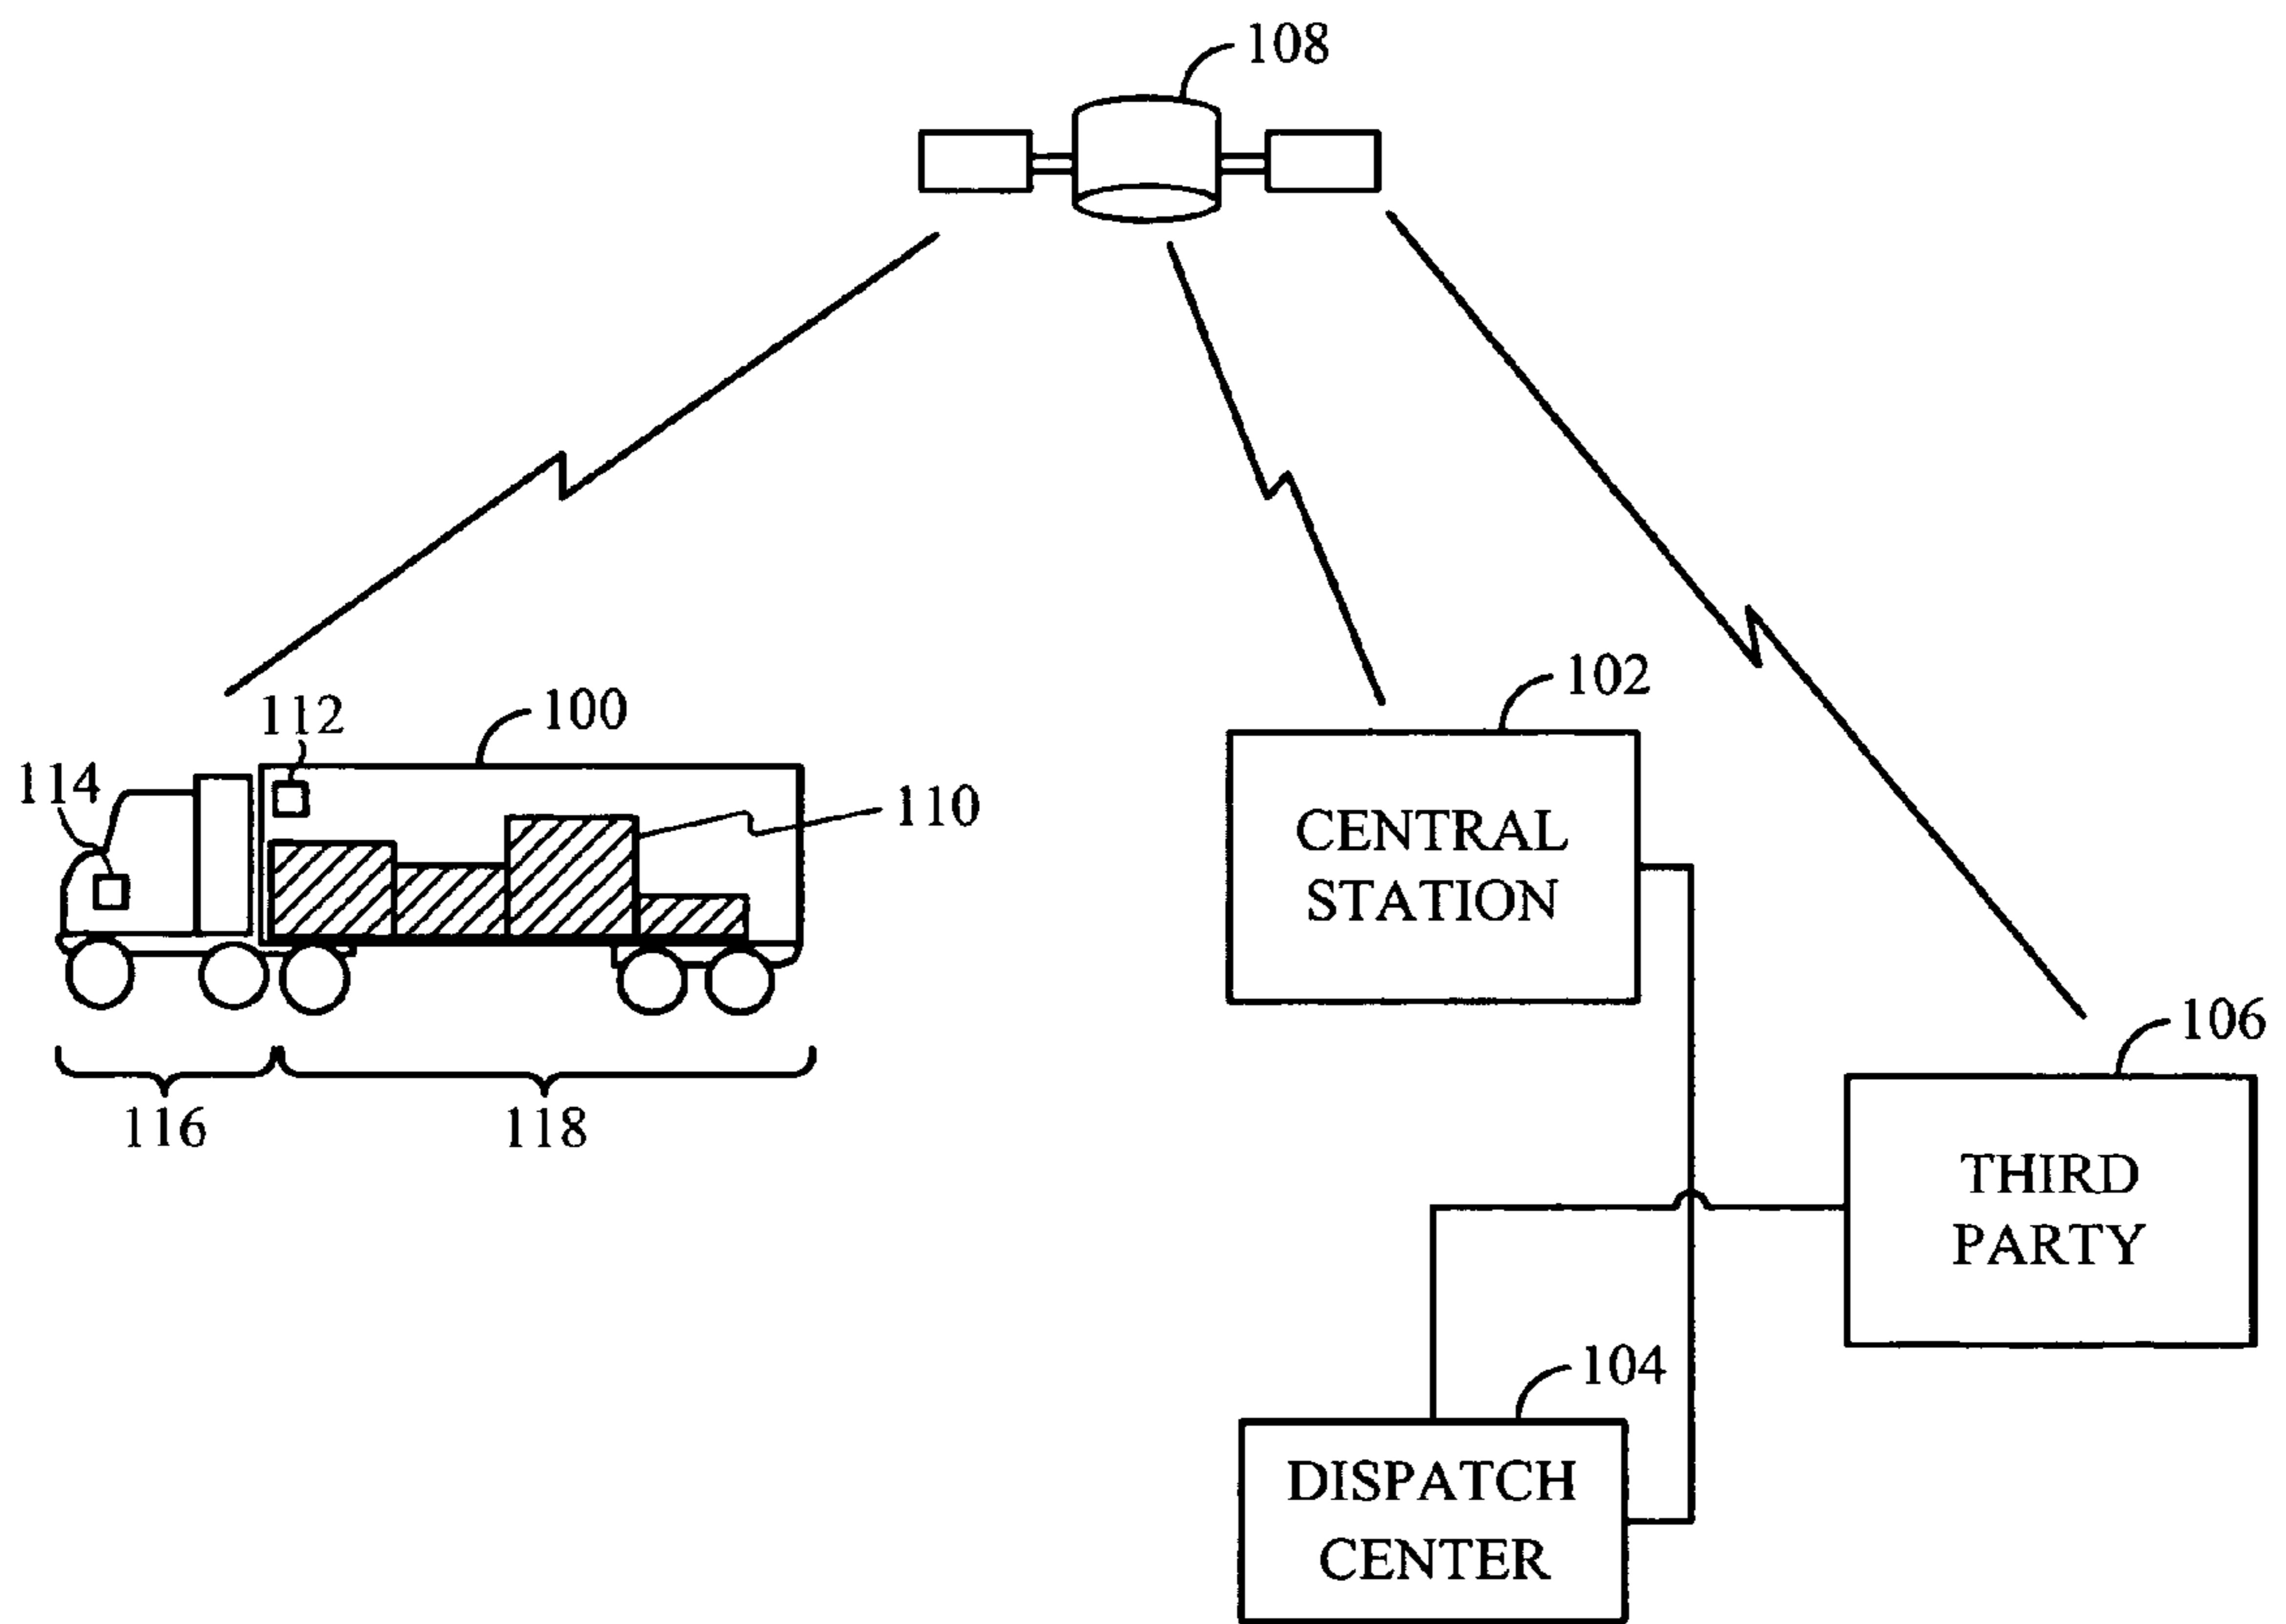 108
102
112
100
114
110
CENTRAL
STATION
106
116
118
THIRD
PARTY
104
DISPATCH
CENTER